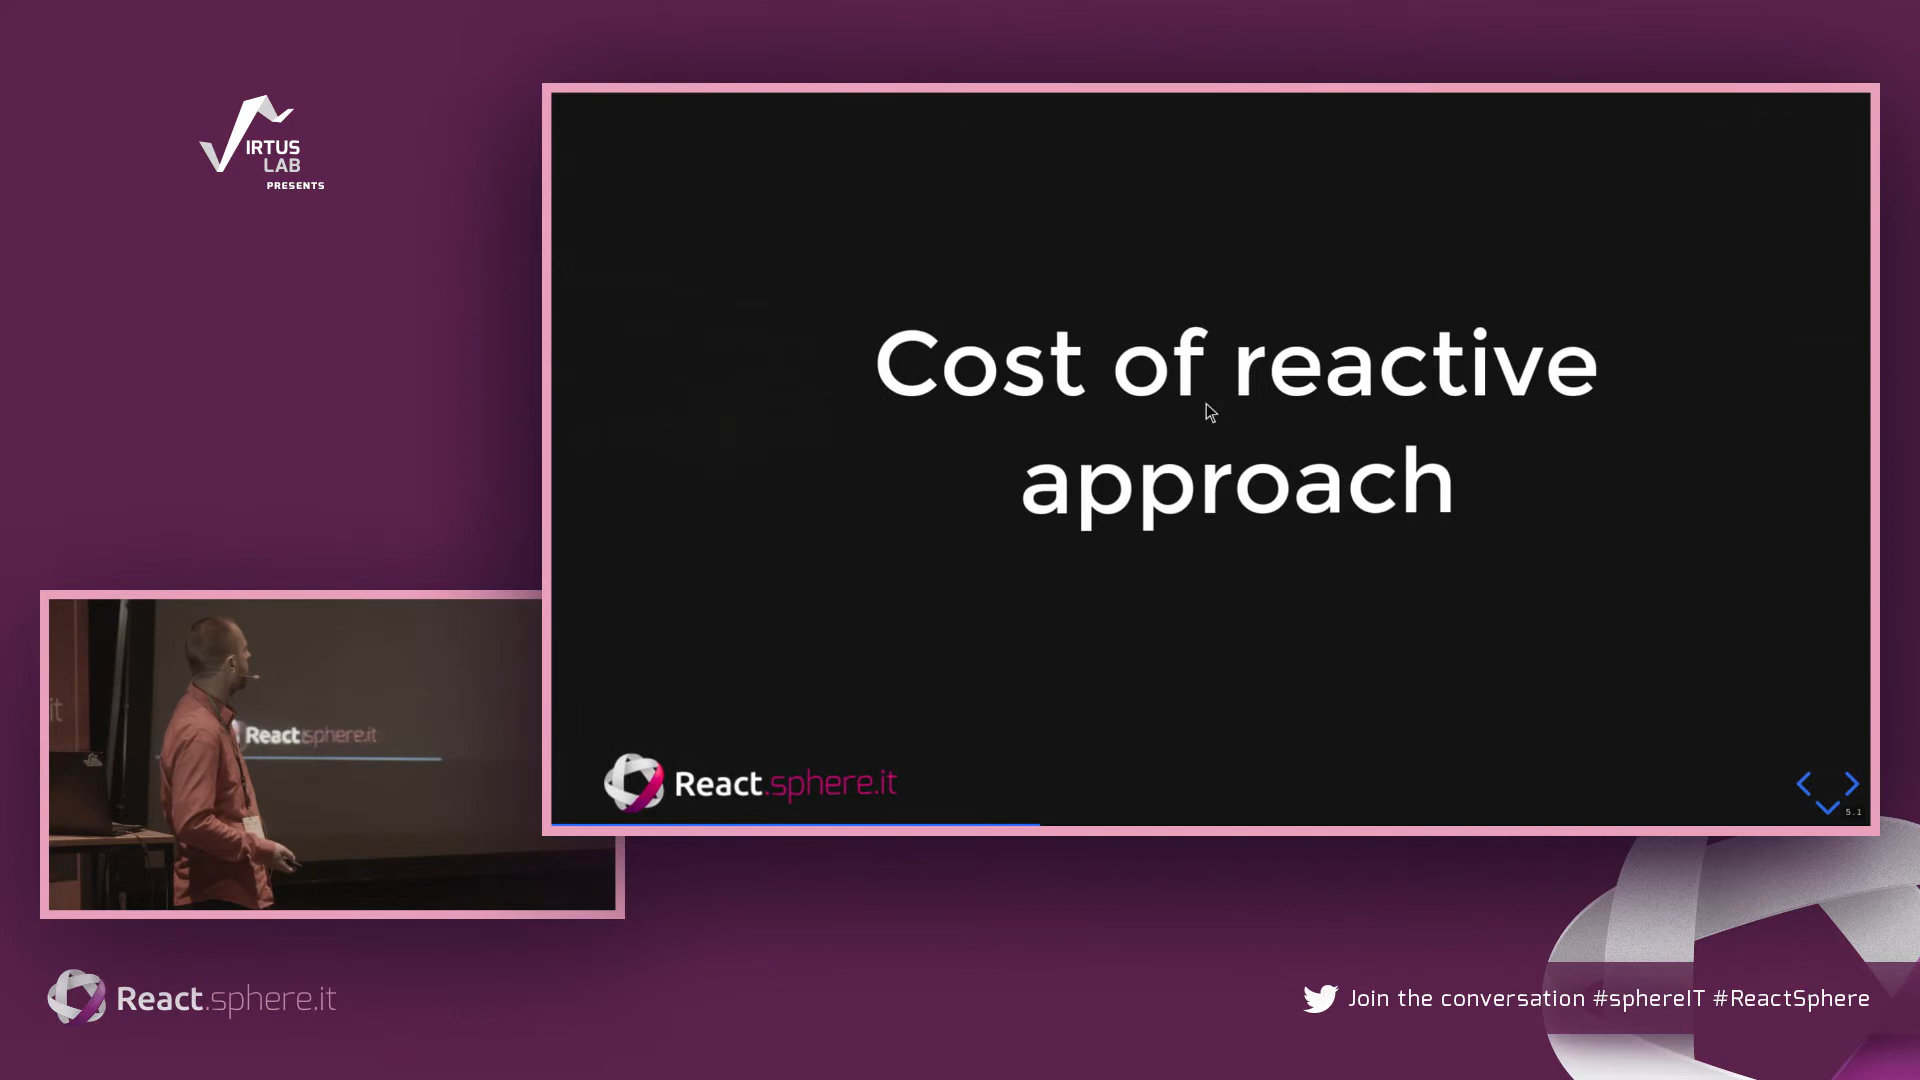 VIRTUS
LAB
PRESENTS
Cost of reactive
approach
React.sphere.it
5.1
it
React.sphere.it
React.sphere.it
Join the conversation #sphereIT #ReactSphere